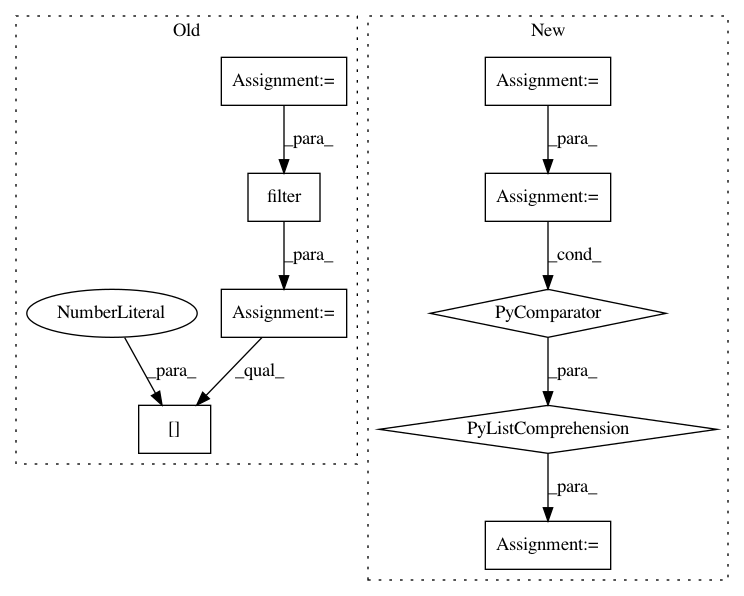 Old
New
Assignment:=
Assignment:=
_para_
_para_
filter
Assignment:=
_para_
_cond_
NumberLiteral
Assignment:=
PyComparator
_para_
_qual_
_para_
[]
PyListComprehension
_para_
Assignment:=